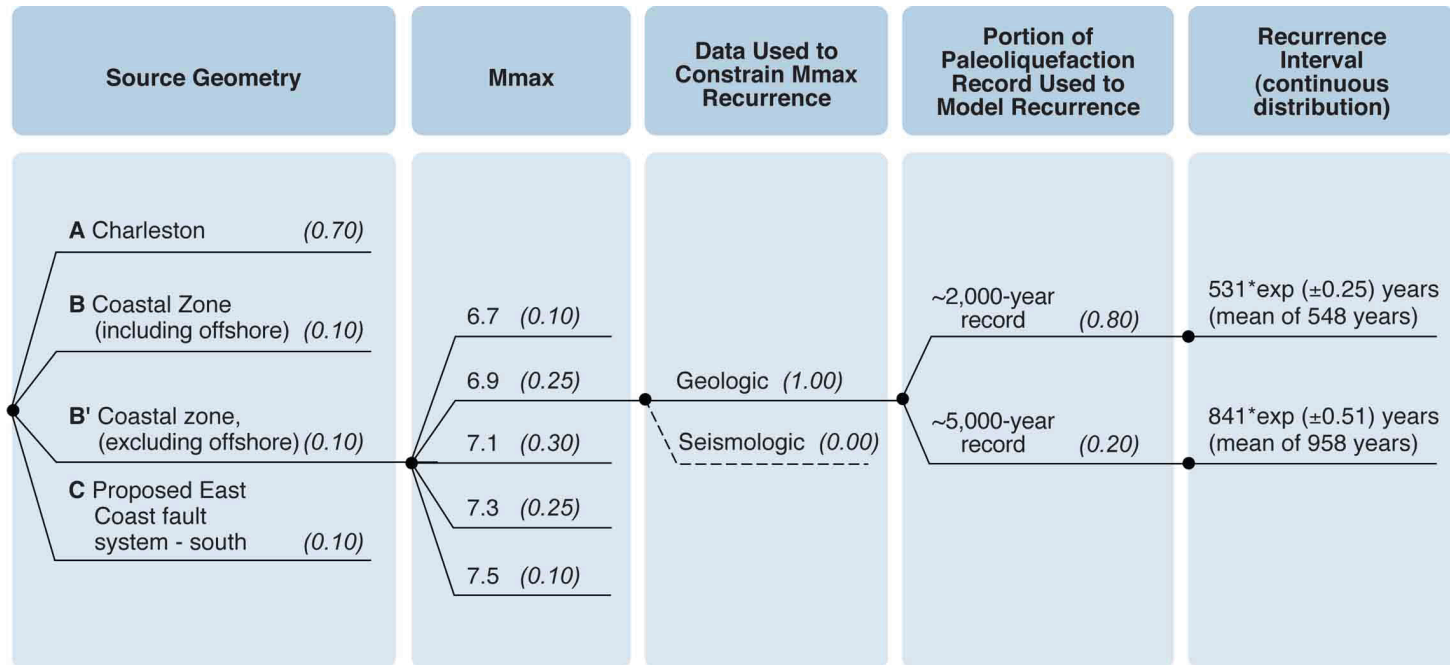 Source Geometry
Mmax
Data Used to
Constrain Mmax
Recurrence
Portion of
Paleoliquefaction
Record Used to
Model Recurrence
Recurrence
Interval
(continuous
distribution)
A Charleston (0.70)
B Coastal Zone
(including offshore) (0.10)
B' Coastal zone,
(excluding offshore) (0.10)
C Proposed East
Coast fault
system - south (0.10)
6.7 (0.10)
6.9 (0.25)
7.1 (0.30)
7.3 (0.25)
7.5 (0.10)
Geologic (1.00)
Seismologic (0.00)
~2,000-year
record (0.80)
~5,000-year
record (0.20)
531*exp (±0.25) years
(mean of 548 years)
841*exp (±0.51) years
(mean of 958 years)